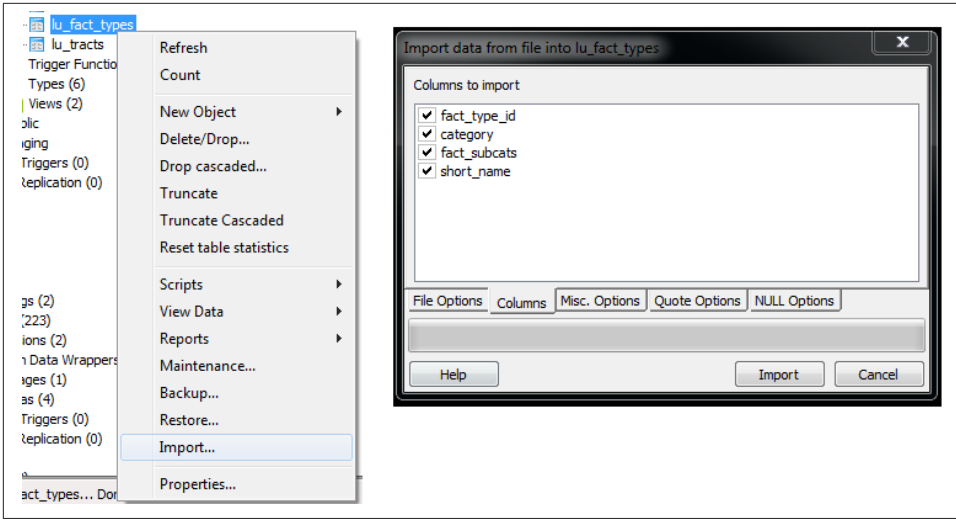 lu_fact_types
lu_tracts
Trigger Functio
Types (6)
Views (2)
blic
aging
Triggers (0)
Replication (0)
gs (2)
(223)
ions (2)
n Data Wrappers
ages (1)
as (4)
Triggers (0)
Replication (0)
act_types... Dor
Refresh
Count
New Object
Delete/Drop...
Drop cascaded...
Truncate
Truncate Cascaded
Reset table statistics
Scripts
View Data
Reports
Maintenance...
Backup...
Restore...
Import...
Properties...
Import data from file into lu_fact_types
Columns to import
fact_type_id
category
fact_subcats
short_name
File Options Columns Misc. Options Quote Options NULL Options
Help Import Cancel